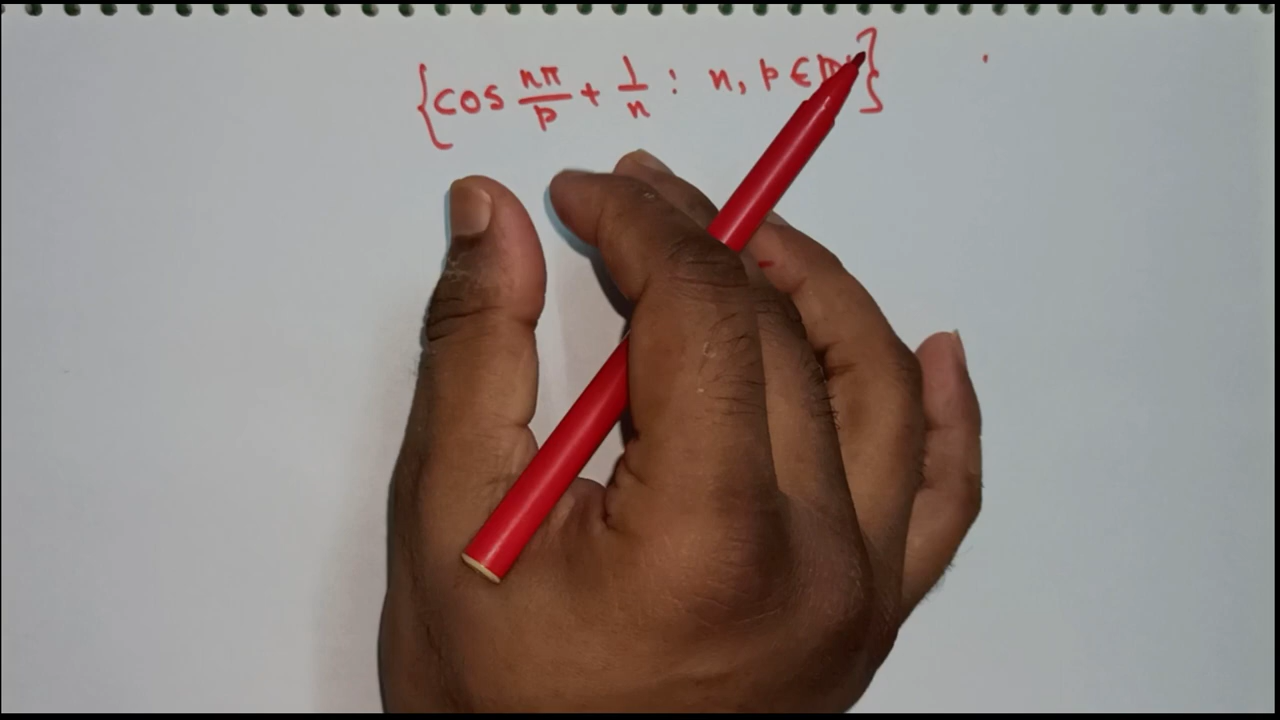 {cos nπ/p + 1/n : n, p ∈ ℕ}